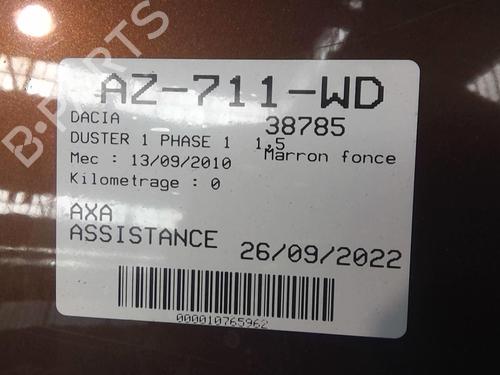 AZ-711-WD
DACIA 38785
DUSTER 1 PHASE 1 1,5
Mec : 13/09/2010 Marron fonce
Kilometrage : 0
AXA
ASSISTANCE 26/09/2022
000010765962
B-PARTS